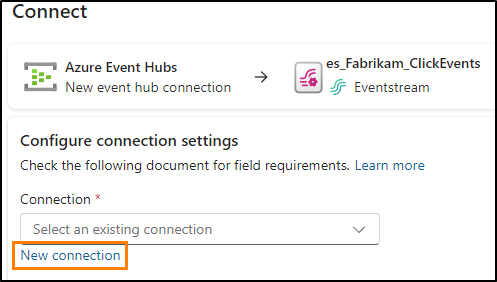 Connect
Azure Event Hubs
New event hub connection
es_Fabrikam_ClickEvents
Eventstream
Configure connection settings
Check the following document for field requirements. Learn more
Connection *
Select an existing connection
New connection